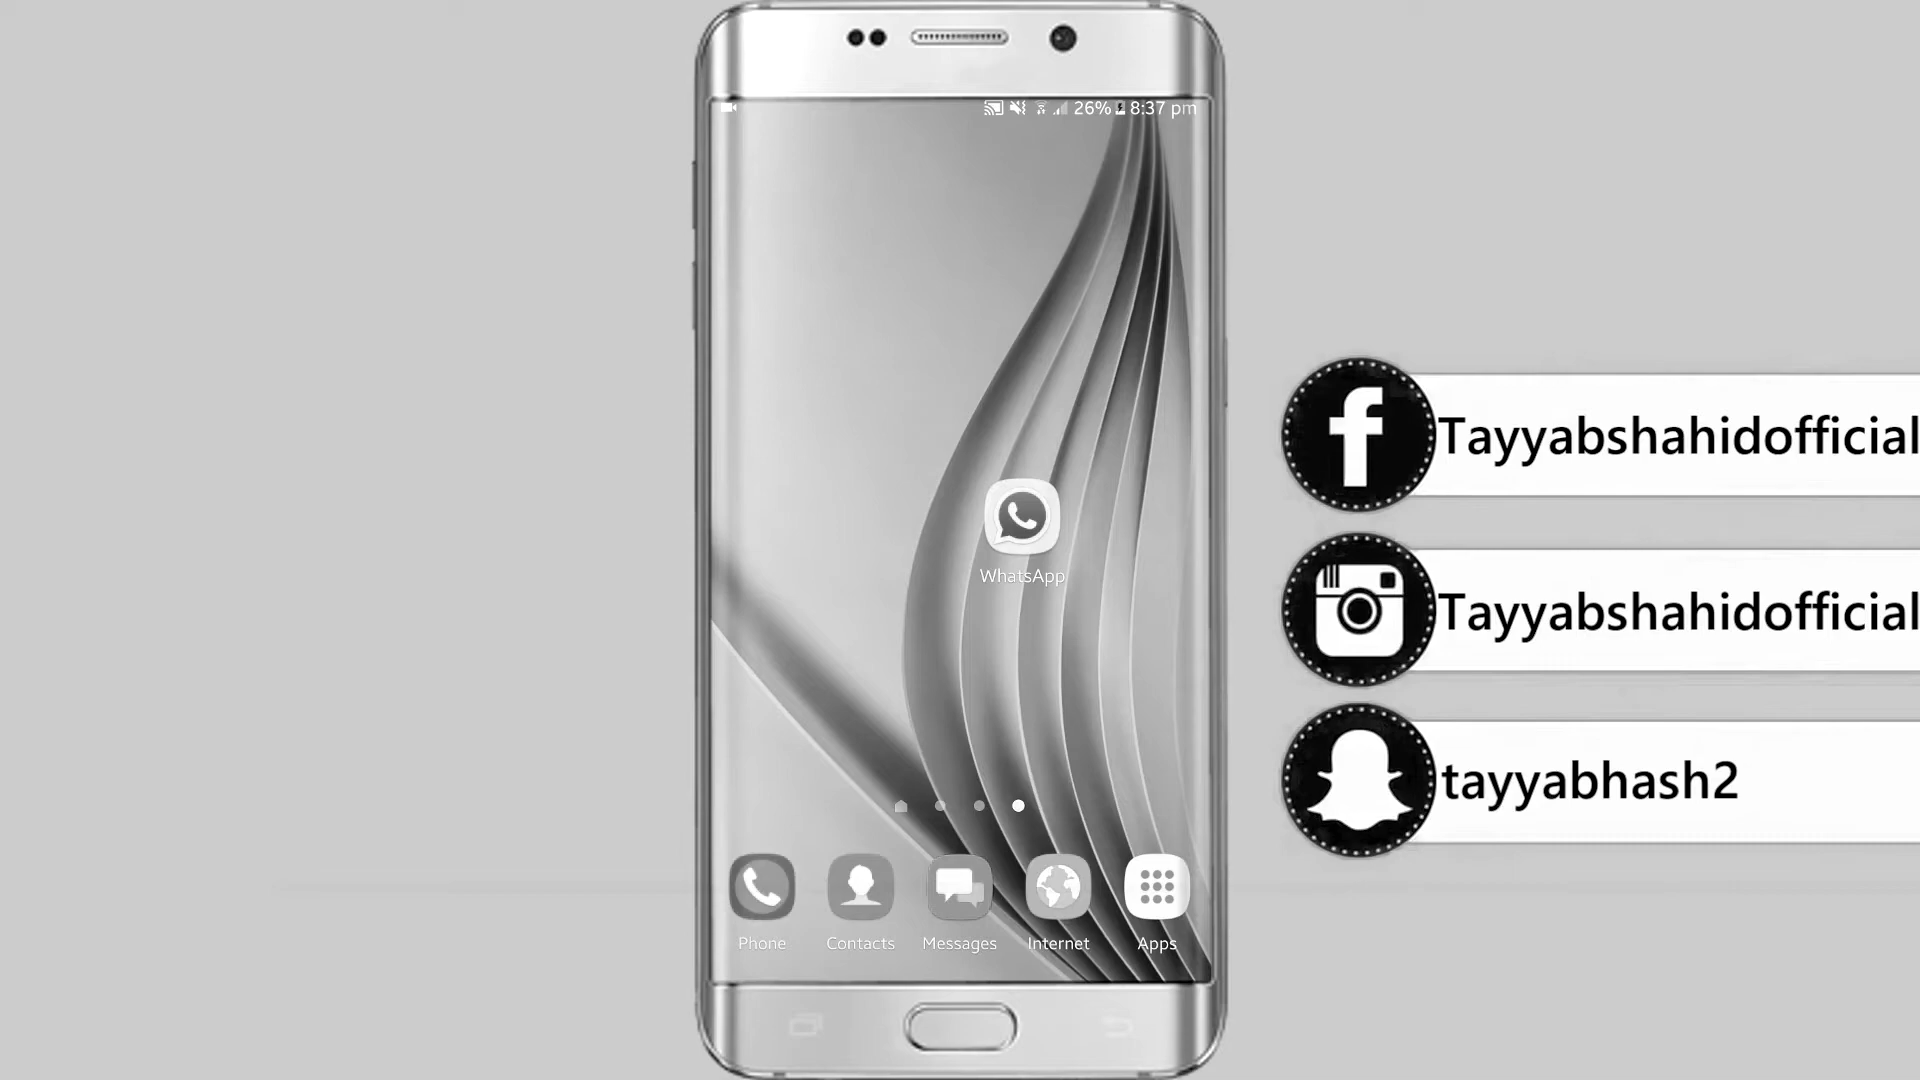 26% 8:37 pm
WhatsApp
Phone Contacts Messages Internet Apps
Tayyabshahidofficial
Tayyabshahidofficial
tayyabhash2